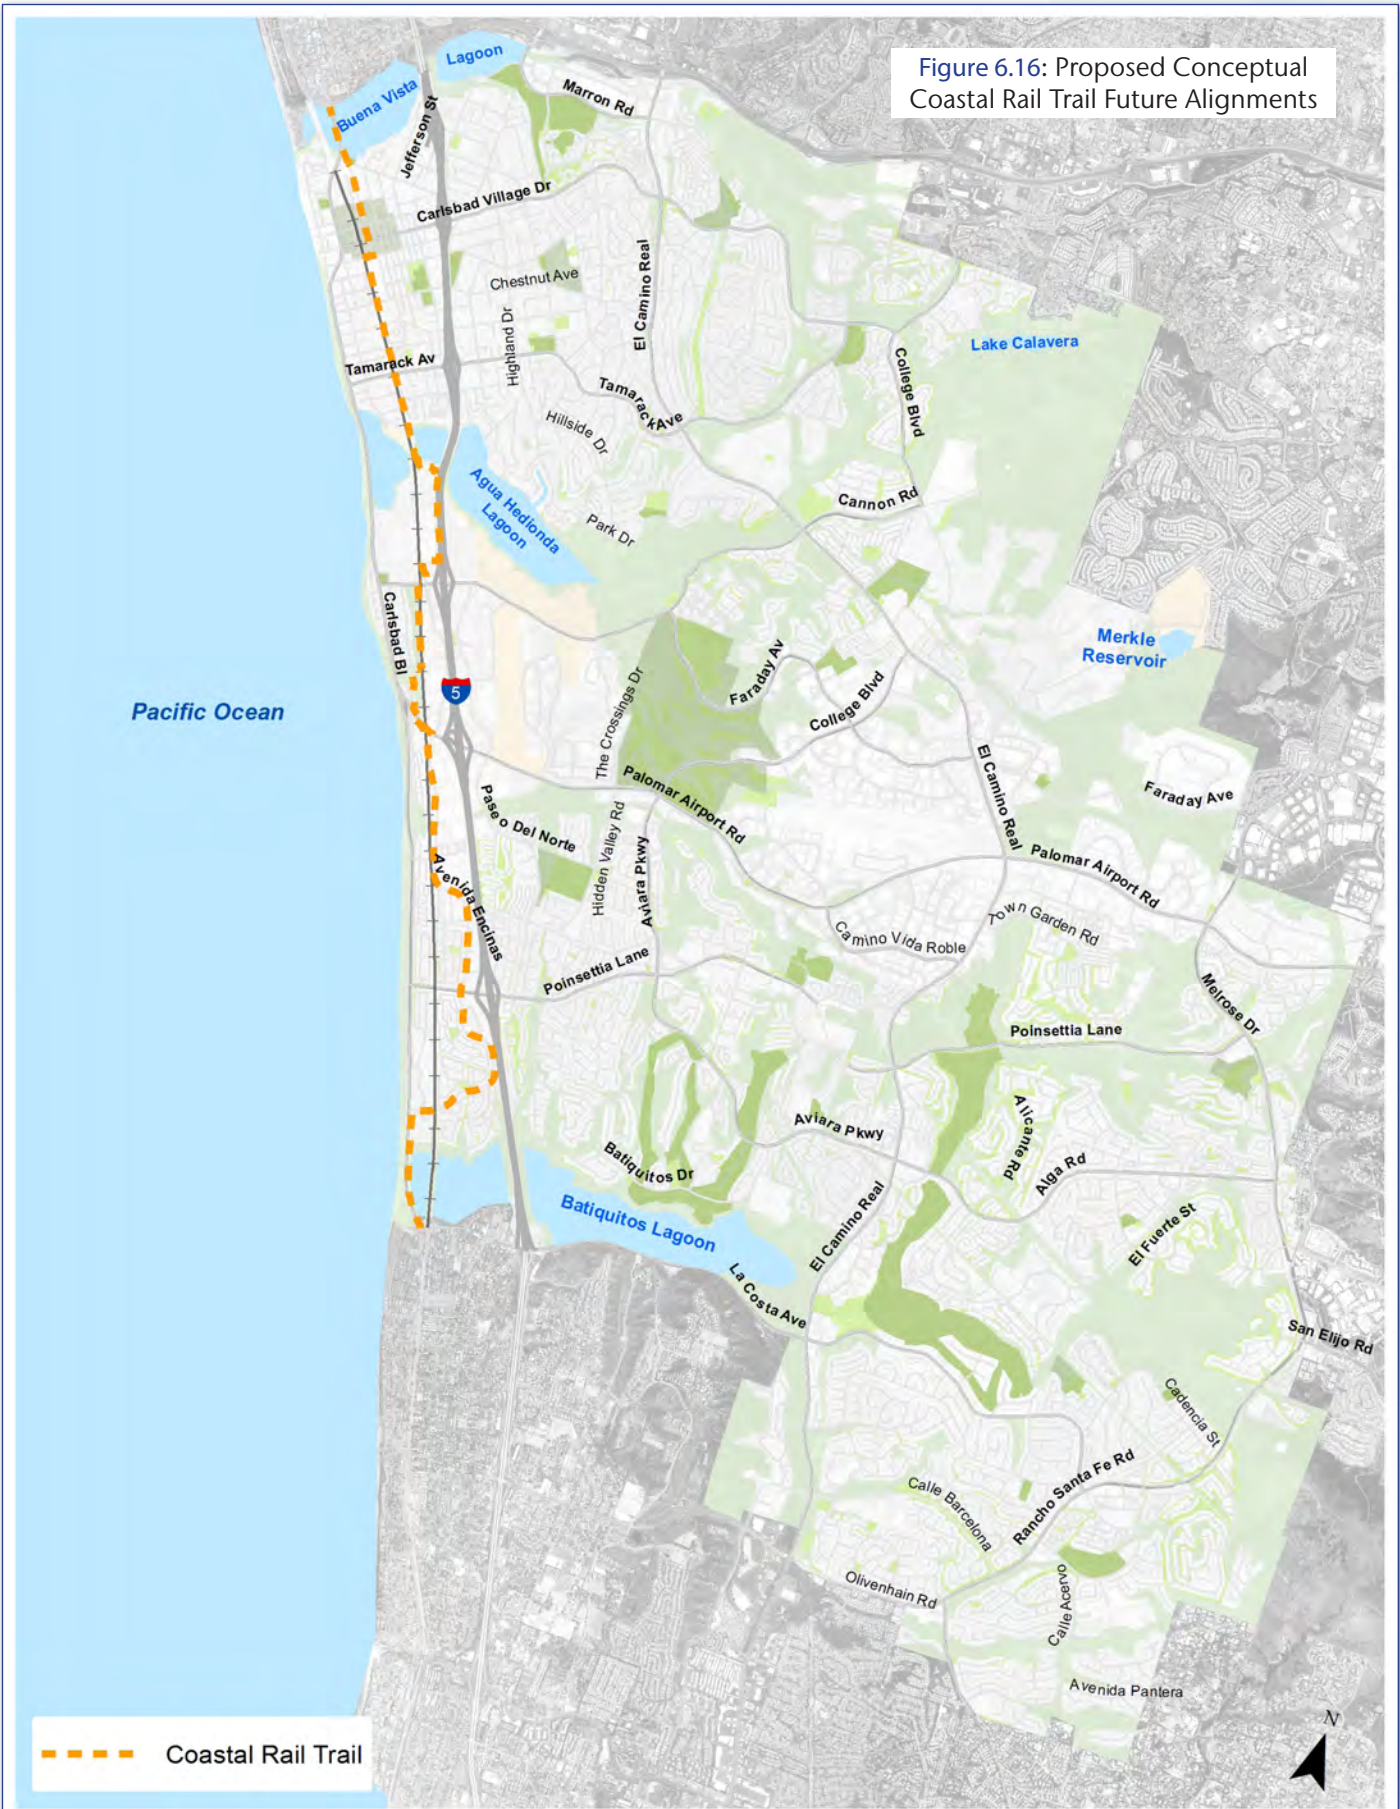 Figure 6.16: Proposed Conceptual
Coastal Rail Trail Future Alignments
Lagoon
Buena Vista
Jefferson St
Marron Rd
Carlsbad Village Dr
Chestnut Ave
El Camino Real
Highland Dr
Lake Calavera
Tamarack Av
College Blvd
Tamarack Ave
Hillside Dr
Agua Hedionda
Lagoon
Cannon Rd
Park Dr
Carlsbad Bl
Merkle
Reservoir
5
Pacific Ocean
Faraday Av
College Blvd
The Crossings Dr
Palomar Airport Rd
El Camino Real
Faraday Ave
Paseo Del Norte
Hidden Valley Rd
Aviara Pkwy
Palomar Airport Rd
Avenida Encinas
Town Garden Rd
Camino Vida Roble
Poinsettia Lane
Melrose Dr
Poinsettia Lane
Alicante Rd
Aviara Pkwy
Batiquitos Dr
Alga Rd
El Camino Real
Batiquitos Lagoon
El Fuerte St
La Costa Ave
San Elijo Rd
Cadencia St
Rancho Santa Fe Rd
Calle Barcelona
Olivenhain Rd
Calle Acervo
Avenida Pantera
N
Coastal Rail Trail